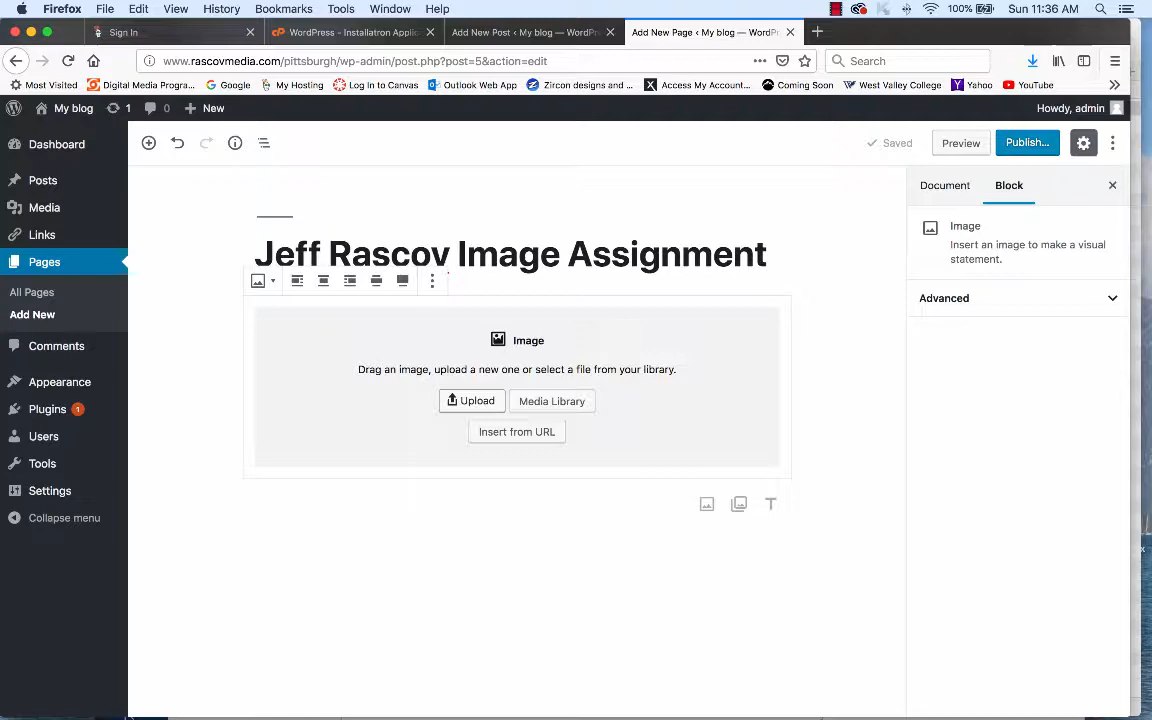 Firefox File Edit View History Bookmarks Tools Window Help 100% Sun 11:36 AM
Sign In WordPress - Installatron Applic Add New Post ‹ My blog — WordP Add New Page ‹ My blog — WordPr
www.rascovmedia.com/pittsburgh/wp-admin/post.php?post=5&action=edit Search
Most Visited Digital Media Progra... Google My Hosting Log In to Canvas Outlook Web App Zircon designs and ... Access My Account... Coming Soon West Valley College Yahoo YouTube
My blog 1 0 New Howdy, admin
Dashboard
Posts
Media
Links
Pages
All Pages
Add New
Comments
Appearance
Plugins 1
Users
Tools
Settings
Collapse menu
Saved Preview Publish...
Jeff Rascov Image Assignment
Image
Drag an image, upload a new one or select a file from your library.
Upload Media Library
Insert from URL
Document Block
Image
Insert an image to make a visual
statement.
Advanced